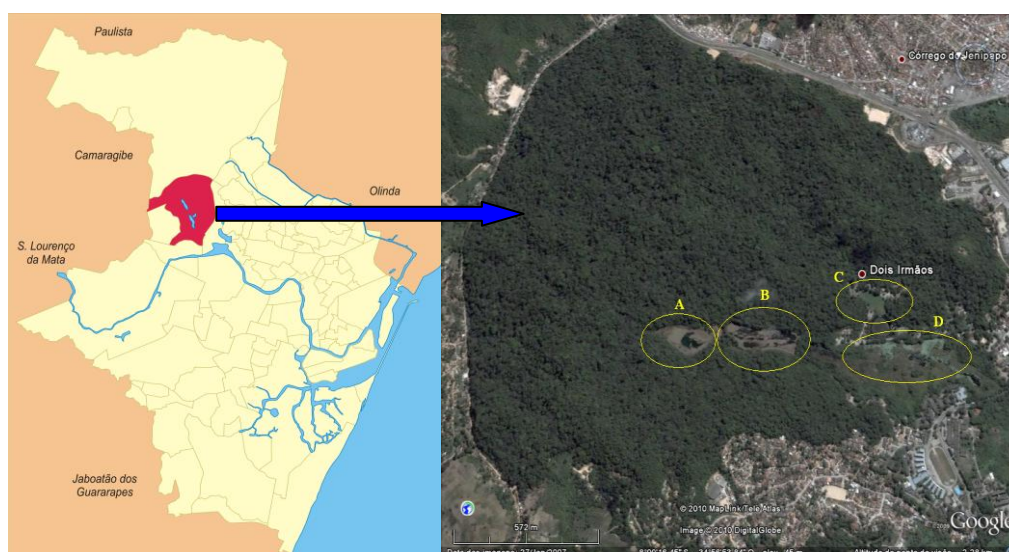 Paulista
Camaragibe
Olinda
S. Lourenço
da Mata
Jaboatão dos
Guararapes
Córrego do Jenipapo
Dois Irmãos
C
A
B
D
© 2010 MapLink/Tele Atlas
Image © 2010 DigitalGlobe
Google
572 m